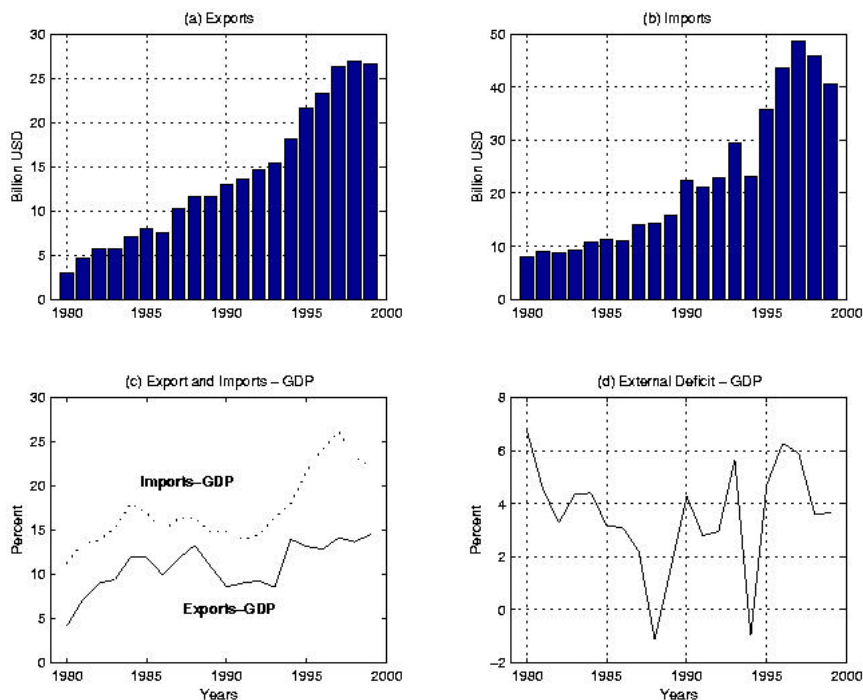 (a) Exports
30
25
20
15
10
5
0
Billion USD
1980 1985 1990 1995 2000
(b) Imports
50
40
30
20
10
0
Billion USD
1980 1985 1990 1995 2000
(c) Export and Imports – GDP
30
25
20
15
10
5
0
Percent
Imports–GDP
Exports–GDP
1980 1985 1990 1995 2000
Years
(d) External Deficit – GDP
8
6
4
2
0
–2
Percent
1980 1985 1990 1995 2000
Years